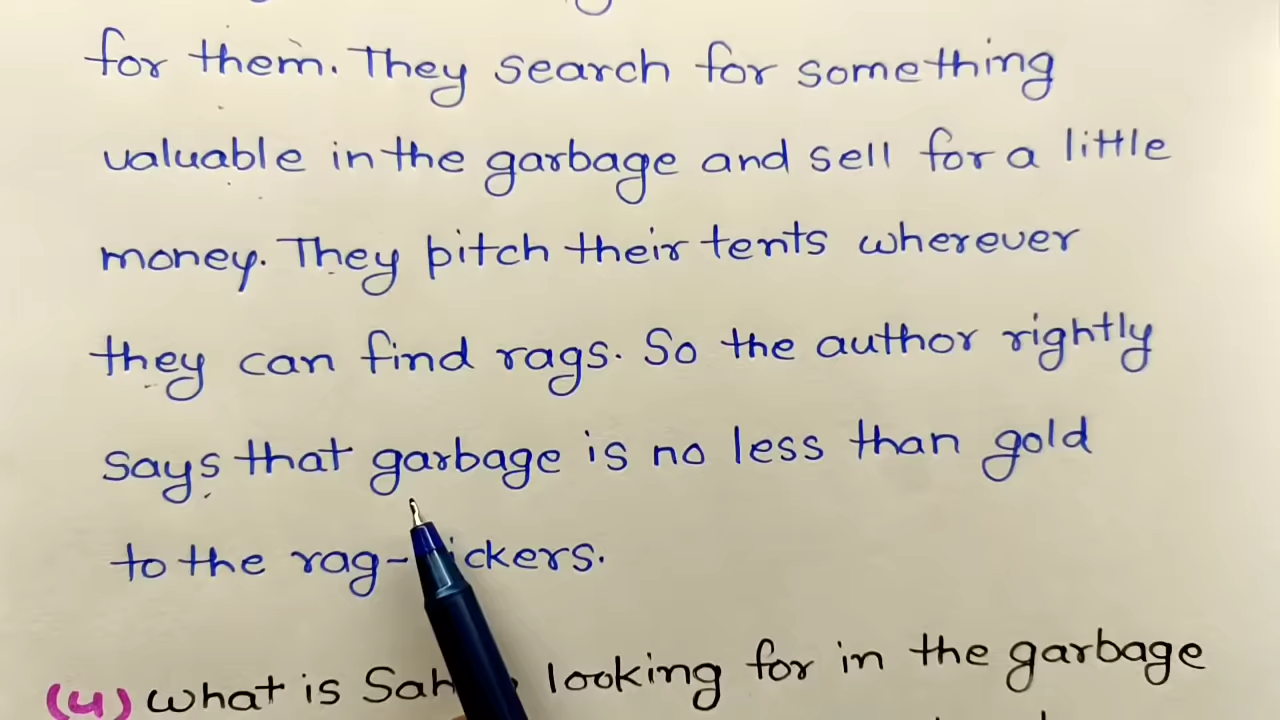 for them. They search for something
valuable in the garbage and sell for a little
money. They pitch their tents wherever
they can find rags. So the author rightly
says that garbage is no less than gold
to the rag-ickers.
(4) What is Sah looking for in the garbage